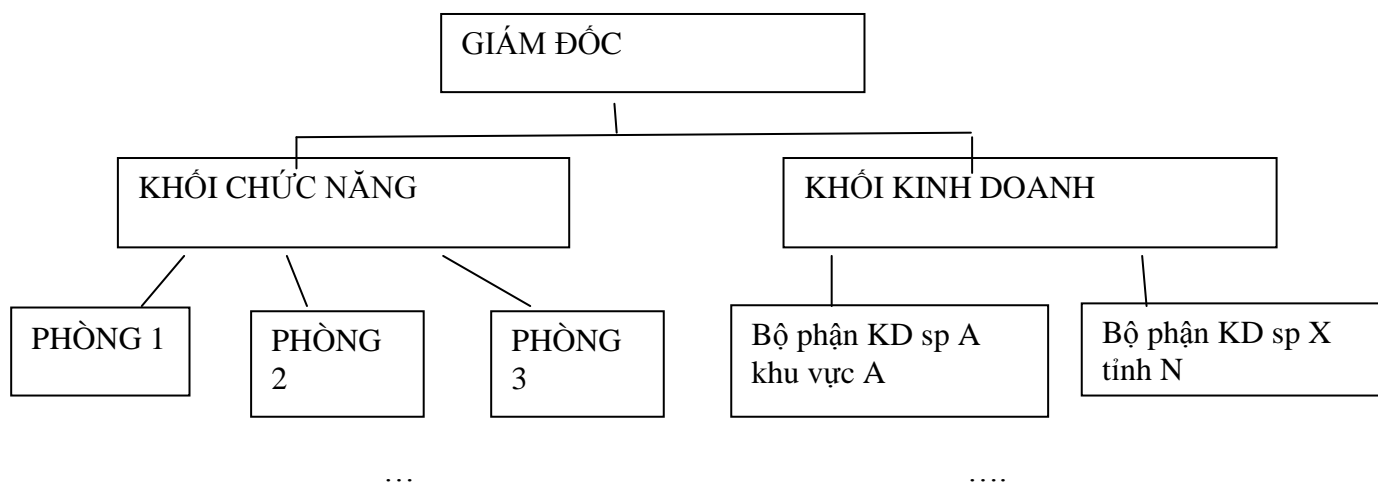 GIÁM ĐỐC
KHỐI CHỨC NĂNG
KHỐI KINH DOANH
PHÒNG 1
PHÒNG
2
PHÒNG
3
Bộ phận KD sp A
khu vực A
Bộ phận KD sp X
tỉnh N
…
….